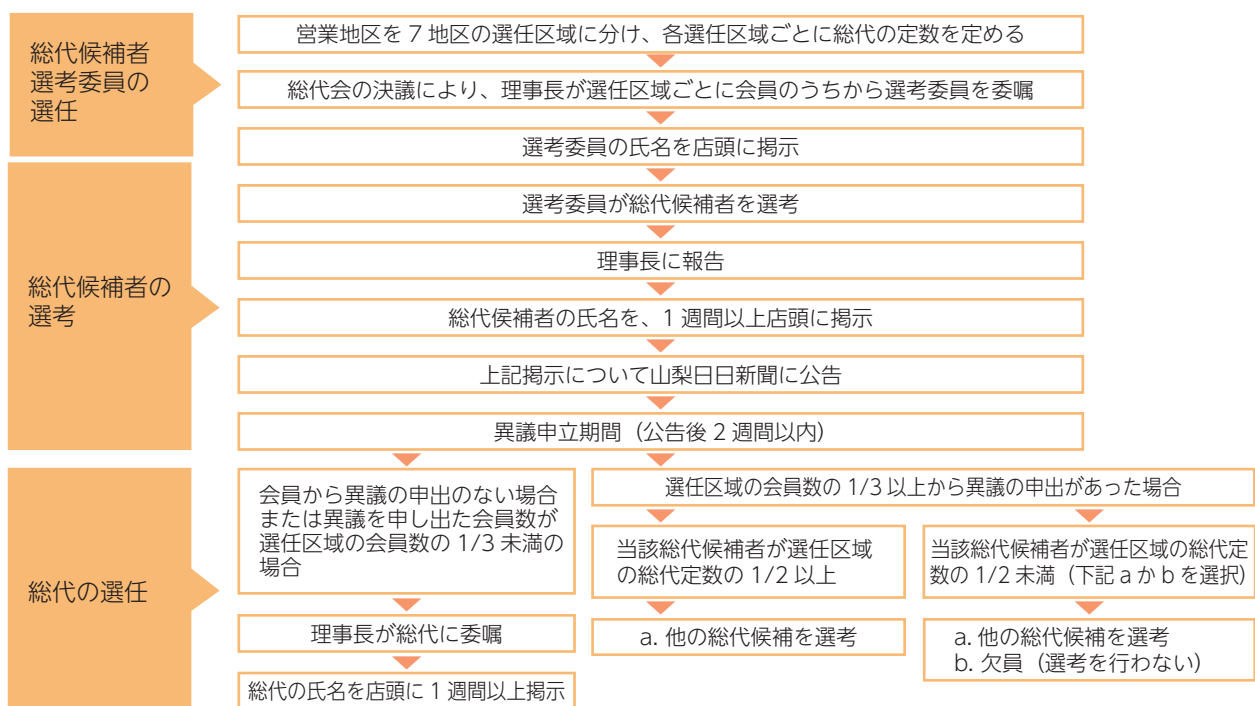 総代候補者
選考委員の
選任
営業地区を 7 地区の選任区域に分け、各選任区域ごとに総代の定数を定める
総代会の決議により、理事長が選任区域ごとに会員のうちから選考委員を委嘱
選考委員の氏名を店頭に掲示
総代候補者の
選考
選考委員が総代候補者を選考
理事長に報告
総代侯補者の氏名を、1 週間以上店頭に掲示
上記掲示について山梨日日新聞に公告
異議申立期間（公告後 2 週間以内）
総代の選任
会員から異議の申出のない場合
または異議を申し出た会員数が
選任区域の会員数の 1/3 未満の
場合
理事長が総代に委嘱
総代の氏名を店頭に 1 週間以上掲示
選任区域の会員数の 1/3 以上から異議の申出があった場合
当該総代候補者が選任区域
の総代定数の 1/2 以上
a. 他の総代候補を選考
当該総代候補者が選任区域の総代定
数の 1/2 未満（下記 a か b を選択）
a. 他の総代候補を選考
b. 欠員（選考を行わない）